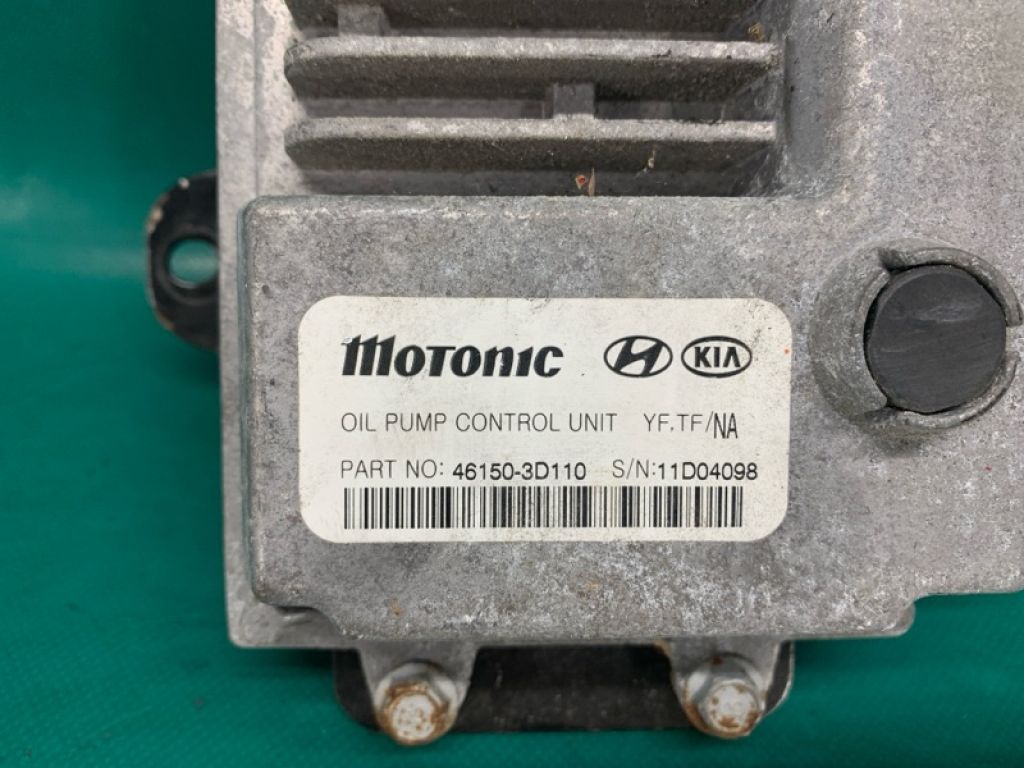 MOTONIC KIA
OIL PUMP CONTROL UNIT YF,TF/NA
PART NO: 46150-3D110 S/N:11D04098